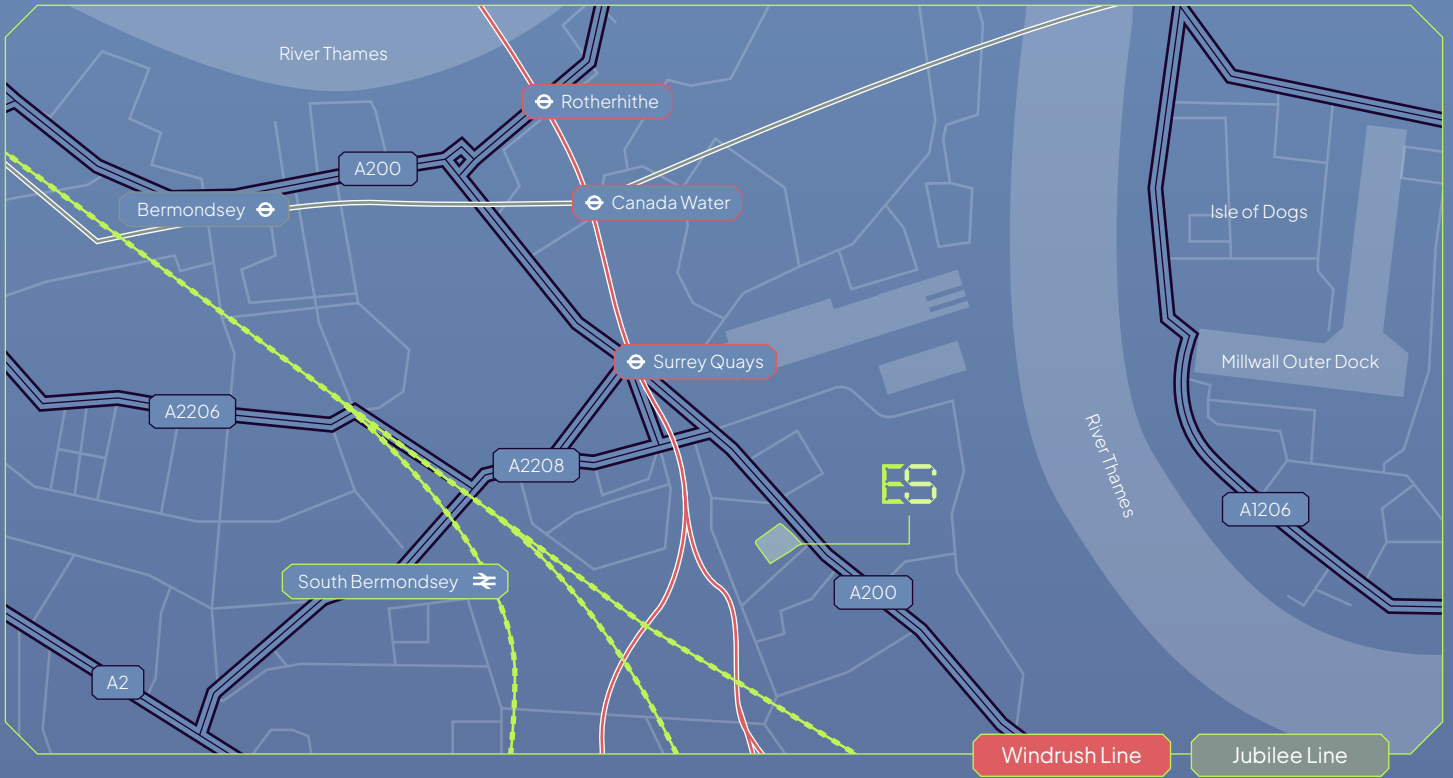 River Thames
Rotherhithe
A200
Bermondsey
Canada Water
Isle of Dogs
Surrey Quays
Millwall Outer Dock
A2206
River Thames
A2208
ES
A1206
South Bermondsey
A200
A2
Windrush Line
Jubilee Line